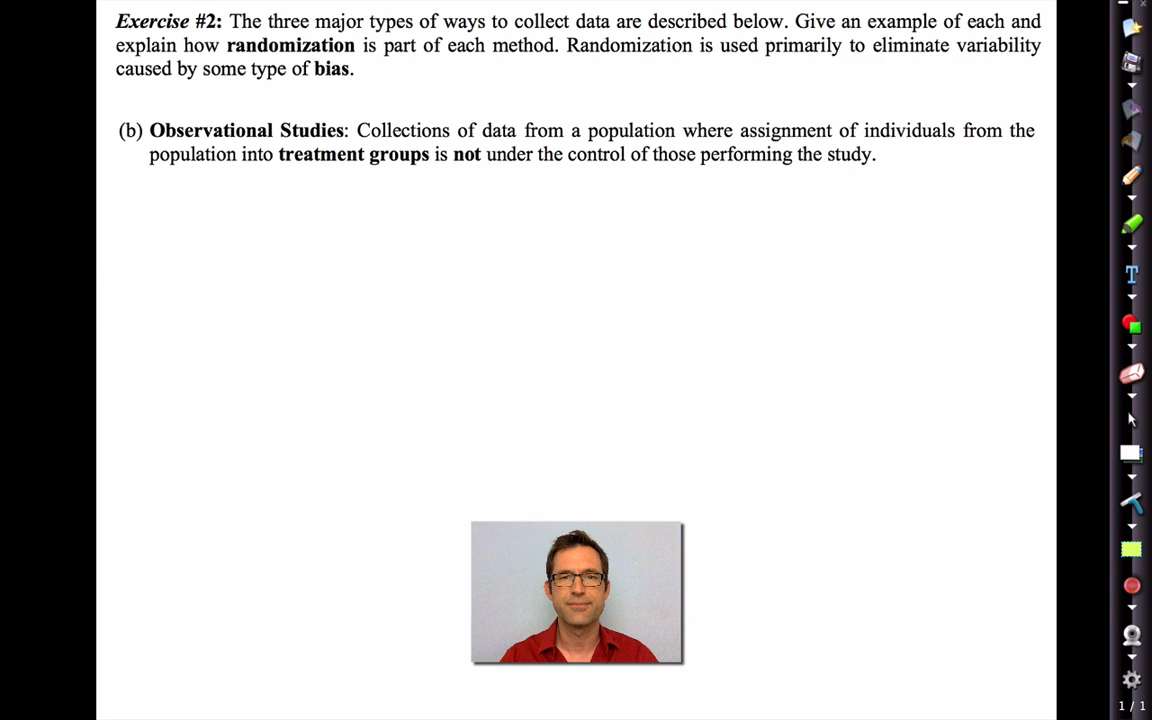 Exercise #2: The three major types of ways to collect data are described below. Give an example of each and
explain how randomization is part of each method. Randomization is used primarily to eliminate variability
caused by some type of bias.
(b) Observational Studies: Collections of data from a population where assignment of individuals from the
population into treatment groups is not under the control of those performing the study.
T
1 / 1